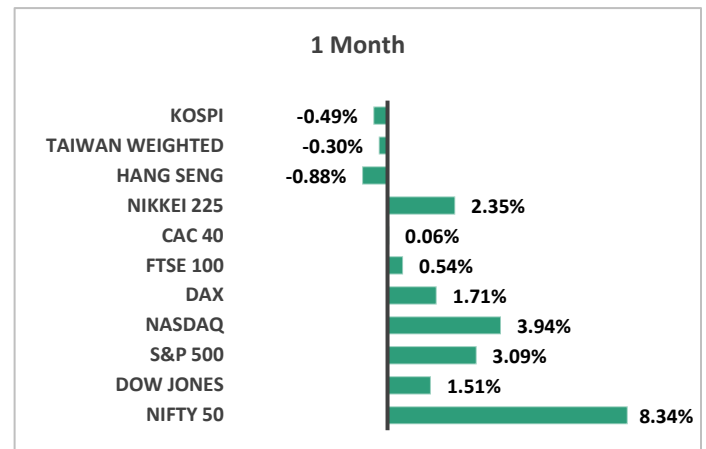 1 Month
KOSPI -0.49%
TAIWAN WEIGHTED -0.30%
HANG SENG -0.88%
NIKKEI 225 2.35%
CAC 40 0.06%
FTSE 100 0.54%
DAX 1.71%
NASDAQ 3.94%
S&P 500 3.09%
DOW JONES 1.51%
NIFTY 50 8.34%